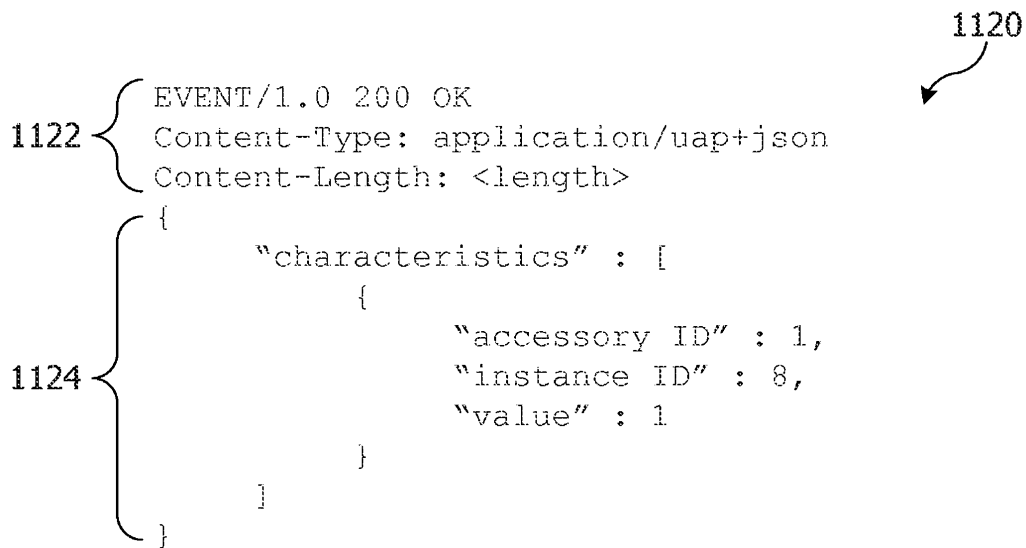 1120
EVENT/1.0 200 OK
1122
Content-Type: application/uap+json
Content-Length: <length>
{
“characteristics” : [
{
“accessory ID” : 1,
1124
“instance ID” : 8,
“value” : 1
}
]
}